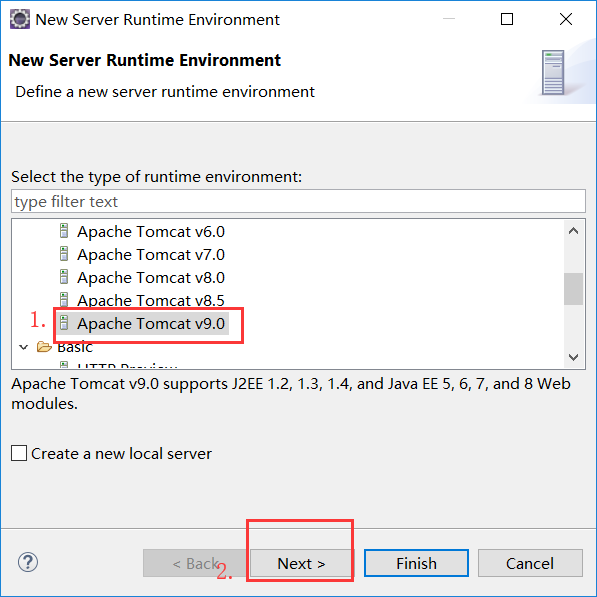 New Server Runtime Environment
New Server Runtime Environment
Define a new server runtime environment
Select the type of runtime environment:
type filter text
Apache Tomcat v6.0
Apache Tomcat v7.0
Apache Tomcat v8.0
Apache Tomcat v8.5
1. Apache Tomcat v9.0
Basic
HTTP Preview
Apache Tomcat v9.0 supports J2EE 1.2, 1.3, 1.4, and Java EE 5, 6, 7, and 8 Web
modules.
Create a new local server
? < Back 2. Next > Finish Cancel